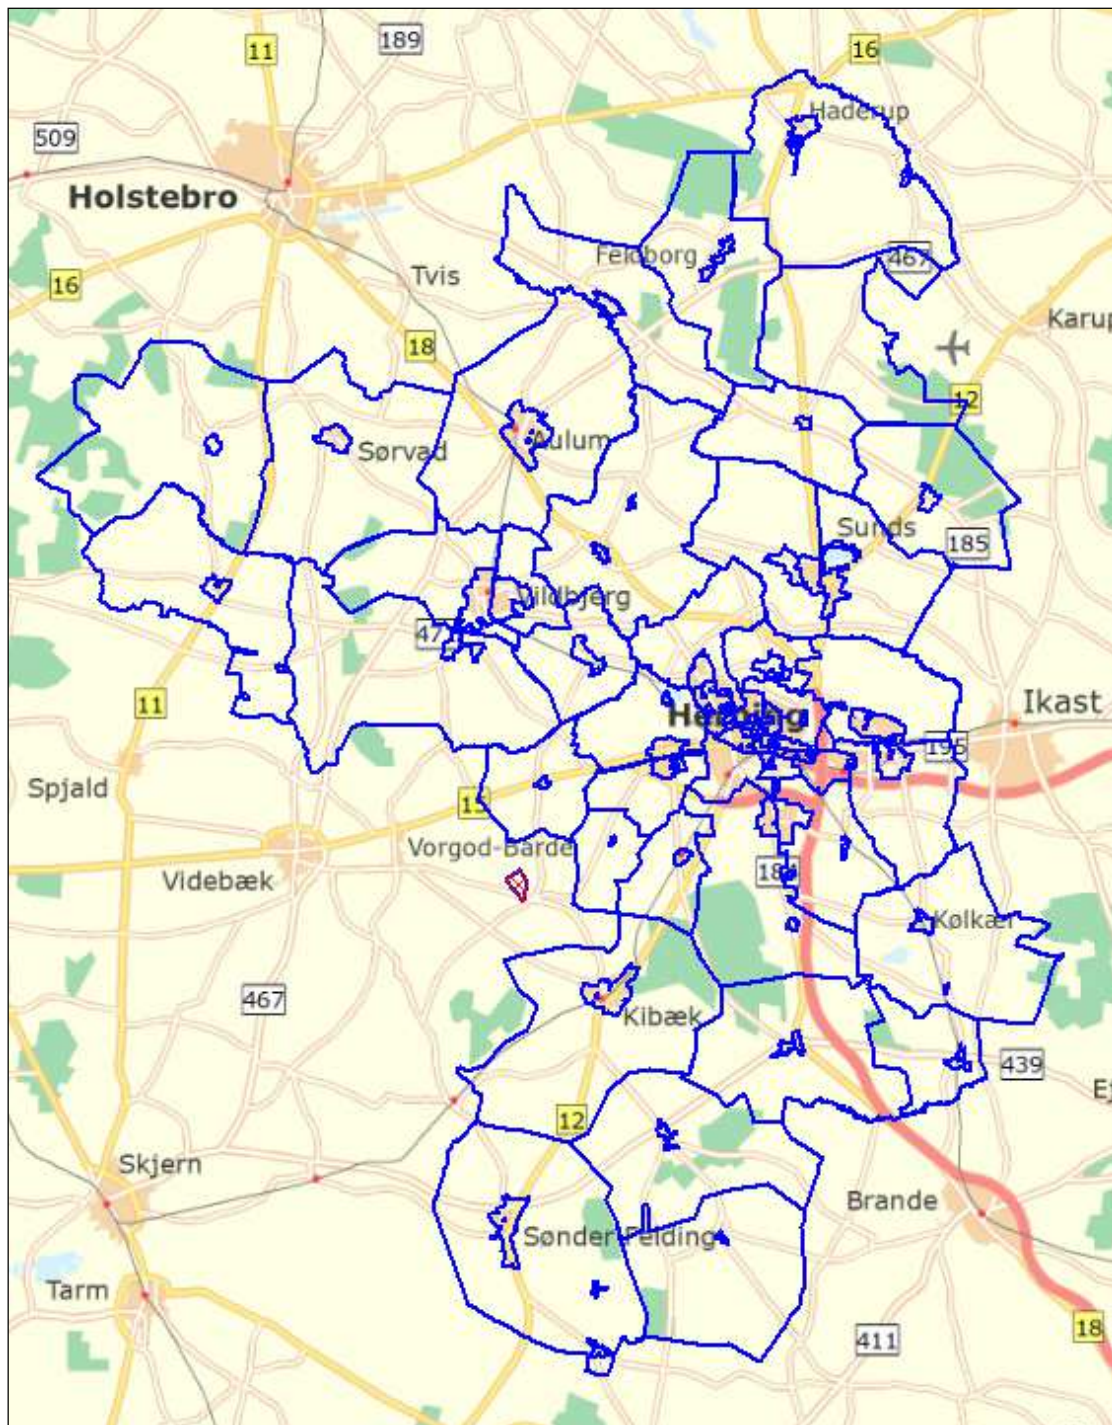 189
11
16
Haderup
509
Holstebro
Feldborg
467
Tvis
16
Karup
18
12
Aulum
Sørvad
Sunds
185
Vildbjerg
11
Ikast
195
Spjald
15
Vorgod-Barde
Videbæk
184
Kølkær
467
Kibæk
439
12
Skjern
Brande
Sønder Felding
Tarm
18
411